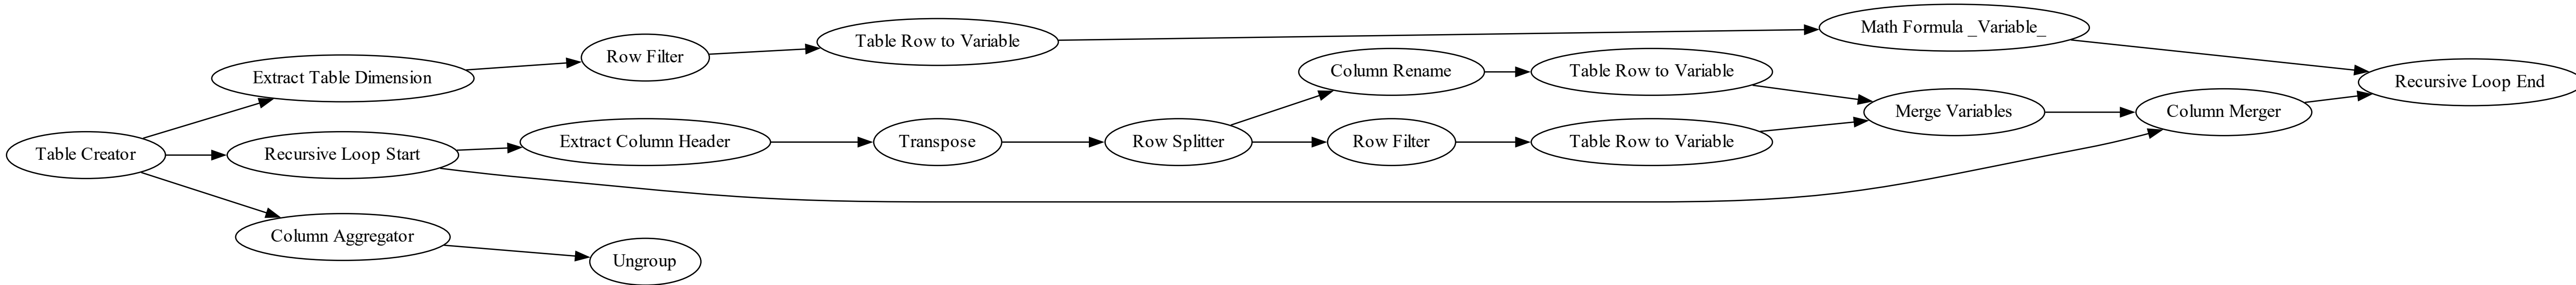 Table Creator
Extract Table Dimension
Row Filter
Table Row to Variable
Math Formula _Variable_
Recursive Loop End
Recursive Loop Start
Extract Column Header
Transpose
Row Splitter
Column Rename
Table Row to Variable
Row Filter
Table Row to Variable
Merge Variables
Column Merger
Column Aggregator
Ungroup